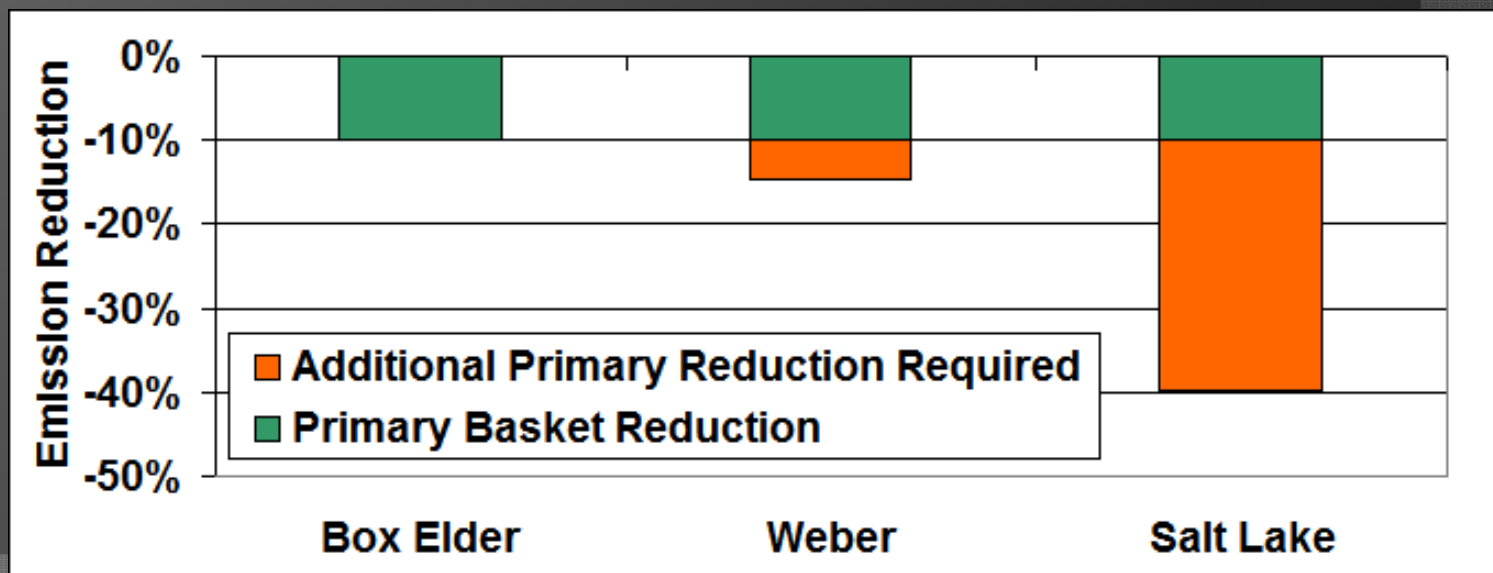 Emission Reduction
0%
-10%
-20%
-30%
-40%
-50%
Additional Primary Reduction Required
Primary Basket Reduction
Box Elder
Weber
Salt Lake